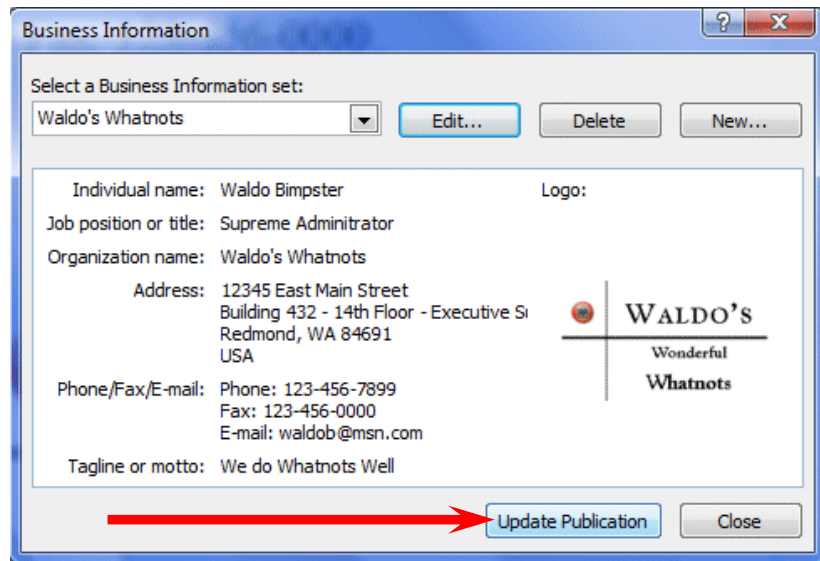 Business Information
Select a Business Information set:
Waldo's Whatnots
Edit...
Delete
New...
Individual name: Waldo Bimpster
Logo:
Job position or title: Supreme Adminitrator
Organization name: Waldo's Whatnots
Address: 12345 East Main Street
Building 432 - 14th Floor - Executive
Redmond, WA 84691
USA
Phone/Fax/E-mail: Phone: 123-456-7899
Fax: 123-456-0000
E-mail: waldob@msn.com
Tagline or motto: We do Whatnots Well
WALDO'S
Wonderful
Whatnots
Update Publication
Close